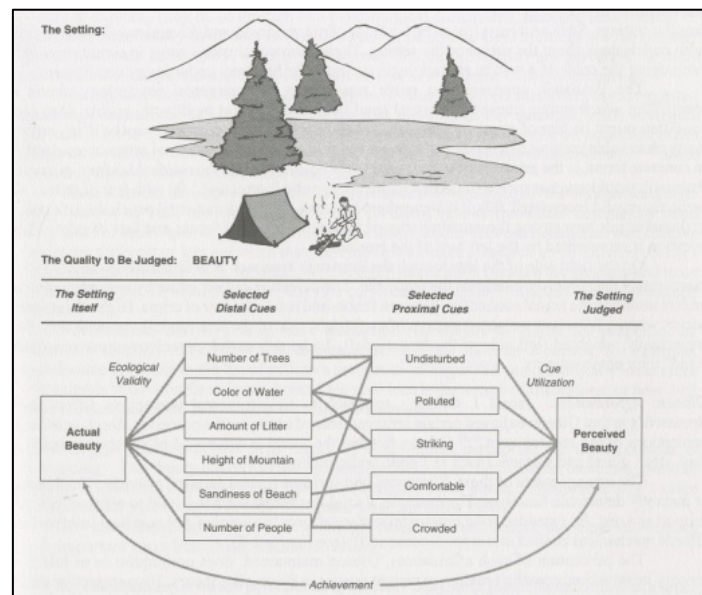 The Setting:
The Quality to Be Judged: BEAUTY
The Setting
Itself
Selected
Distal Cues
Selected
Proximal Cues
The Setting
Judged
Ecological
Validity
Cue
Utilization
Actual
Beauty
Number of Trees
Color of Water
Amount of Litter
Height of Mountain
Sandiness of Beach
Number of People
Undisturbed
Polluted
Striking
Comfortable
Crowded
Perceived
Beauty
Achievement